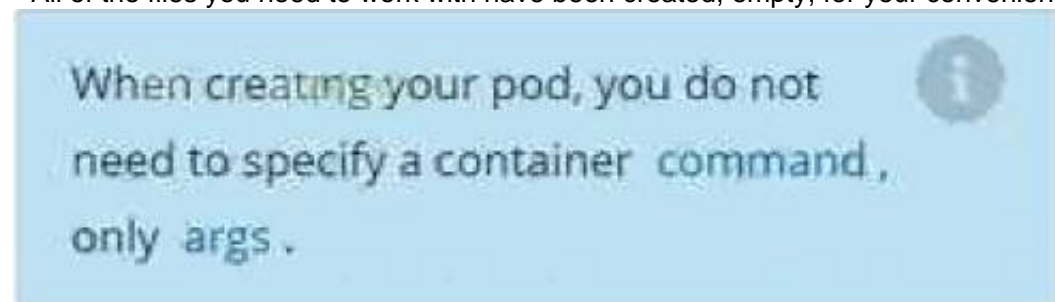 When creating your pod, you do not
need to specify a container command,
only args.